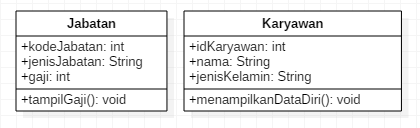 Jabatan
+kodeJabatan: int
+jenisJabatan: String
+gaji: int
+tampilGaji(): void
Karyawan
+idKaryawan: int
+nama: String
+jenisKelamin: String
+menampilkanDataDiri(): void